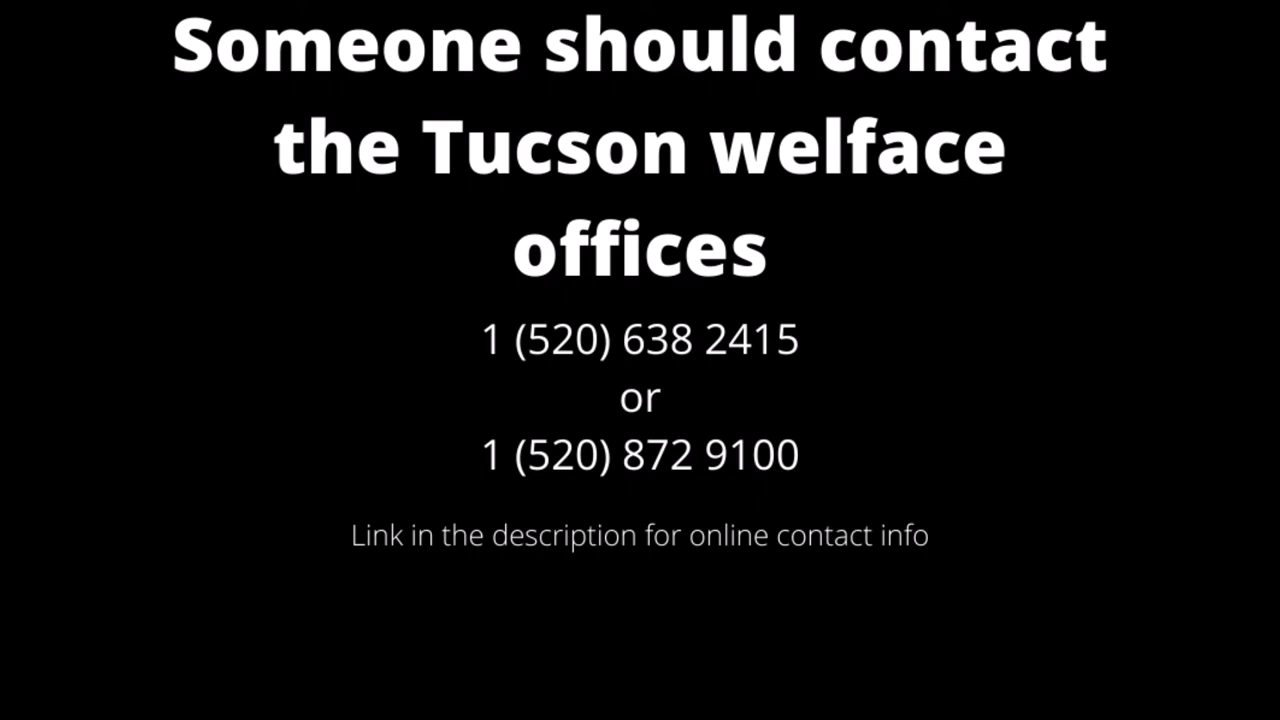 Someone should contact
the Tucson welface
offices
1 (520) 638 2415
or
1 (520) 872 9100
Link in the description for online contact info